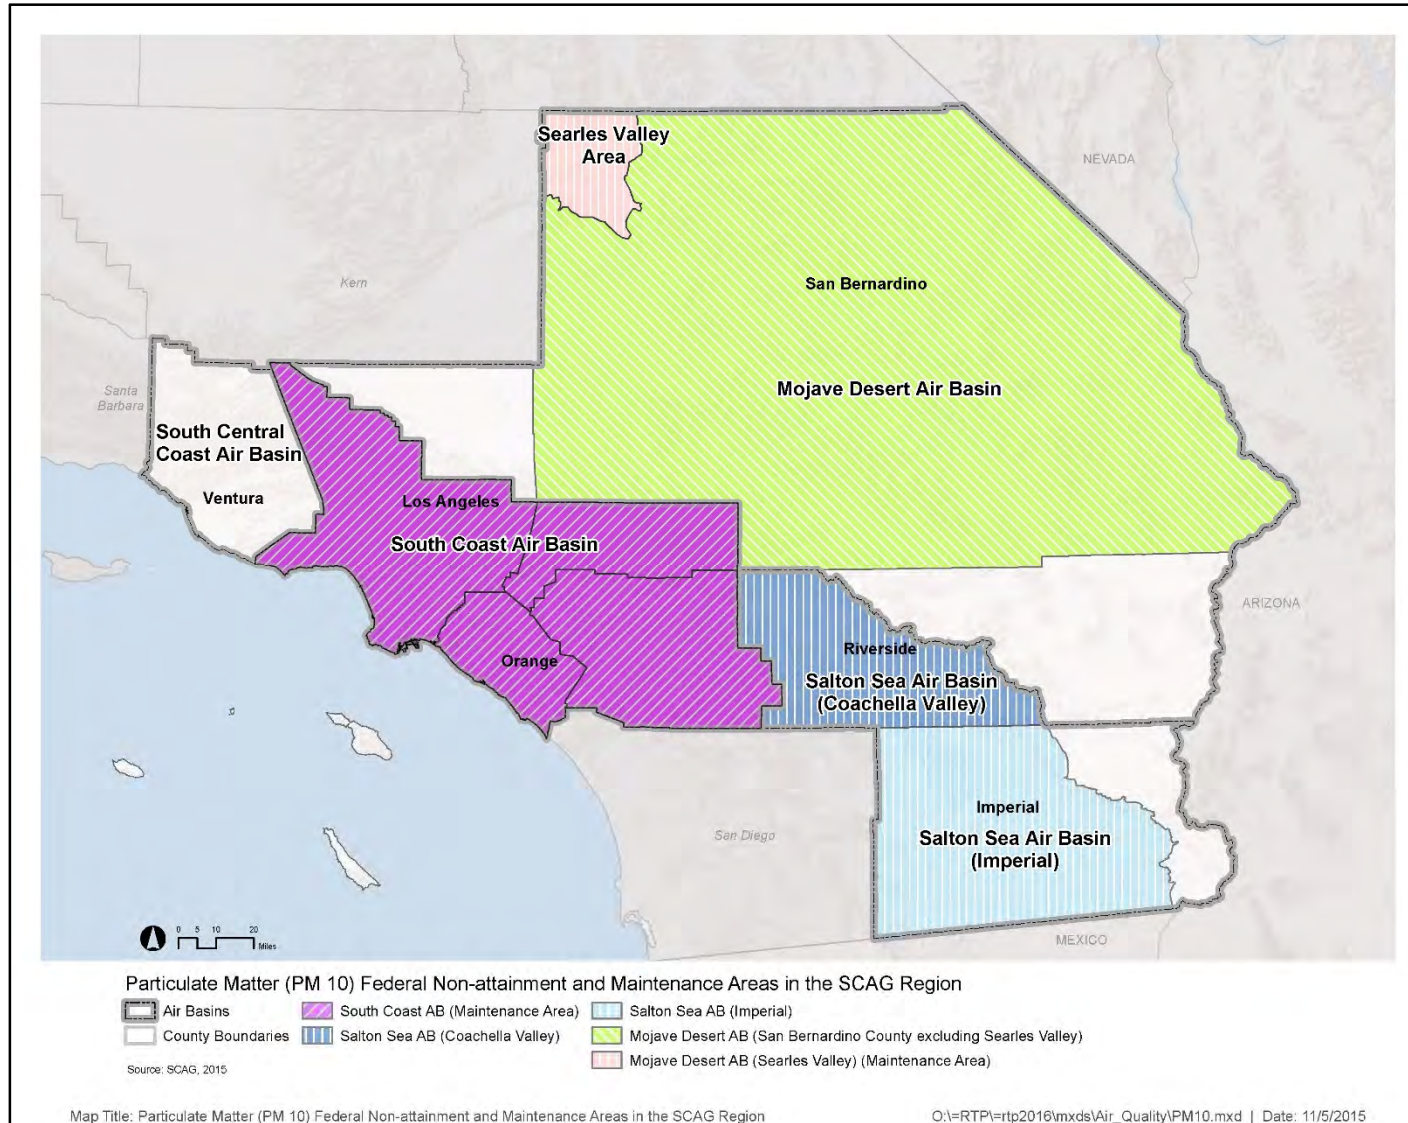 Searles Valley
Area
NEVADA
Kern
San Bernardino
Mojave Desert Air Basin
Santa
Barbara
South Central
Coast Air Basin
Ventura
Los Angeles
South Coast Air Basin
ARIZONA
Orange
Riverside
Salton Sea Air Basin
(Coachella Valley)
Imperial
Salton Sea Air Basin
(Imperial)
San Diego
MEXICO
0 5 10 20
Miles
Particulate Matter (PM 10) Federal Non-attainment and Maintenance Areas in the SCAG Region
Air Basins
South Coast AB (Maintenance Area)
Salton Sea AB (Imperial)
County Boundaries
Salton Sea AB (Coachella Valley)
Mojave Desert AB (San Bernardino County excluding Searles Valley)
Mojave Desert AB (Searles Valley) (Maintenance Area)
Source: SCAG, 2015
Map Title: Particulate Matter (PM 10) Federal Non-attainment and Maintenance Areas in the SCAG Region
O:\=RTP\=rtp2016\mxds\Air_Quality\PM10.mxd | Date: 11/5/2015